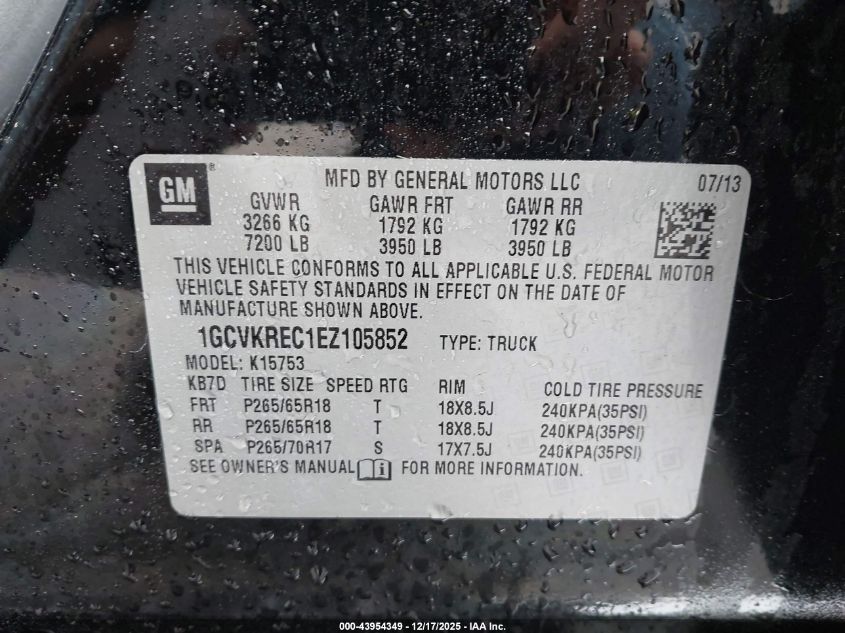 GM ®
MFD BY GENERAL MOTORS LLC 07/13
GVWR GAWR FRT GAWR RR
3266 KG 1792 KG 1792 KG
7200 LB 3950 LB 3950 LB
THIS VEHICLE CONFORMS TO ALL APPLICABLE U.S. FEDERAL MOTOR
VEHICLE SAFETY STANDARDS IN EFFECT ON THE DATE OF
MANUFACTURE SHOWN ABOVE.
1GCVKREC1EZ105852 TYPE: TRUCK
MODEL: K15753
KB7D TIRE SIZE SPEED RTG RIM COLD TIRE PRESSURE
FRT P265/65R18 T 18X8.5J 240KPA(35PSI)
RR P265/65R18 T 18X8.5J 240KPA(35PSI)
SPA P265/70R17 S 17X7.5J 240KPA(35PSI)
SEE OWNER'S MANUAL i FOR MORE INFORMATION.
000-43954349 - 12/17/2025 - IAA Inc.